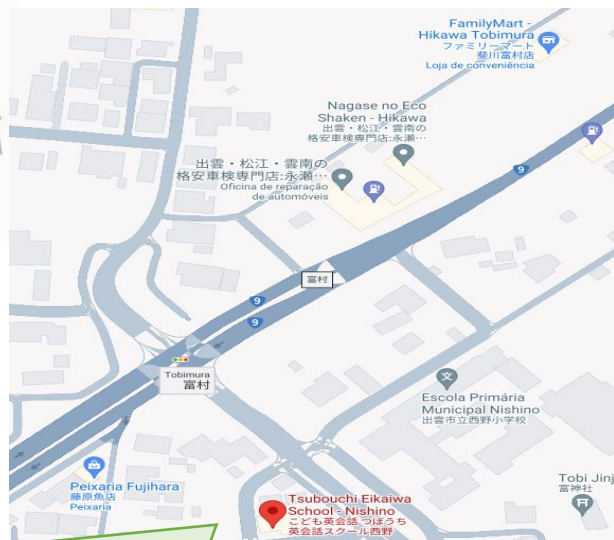 FamilyMart -
Hikawa Tobimura
ファミリーマート
斐川富村店
Loja de conveniência
Nagase no Eco
Shaken - Hikawa
出雲・松江・雲南の
格安車検専門店:永瀬…
出雲・松江・雲南の
格安車検専門店:永瀬…
Oficina de reparação
de automóveis
9
富村
9
9
Tobimura
富村
文
Escola Primária
Municipal Nishino
出雲市立西野小学校
Peixaria Fujihara
藤原魚店
Peixaria
Tobi Jinj
富神社
Tsubouchi Eikaiwa
School - Nishino
こども英会話 つぼうち
英会話スクール西野